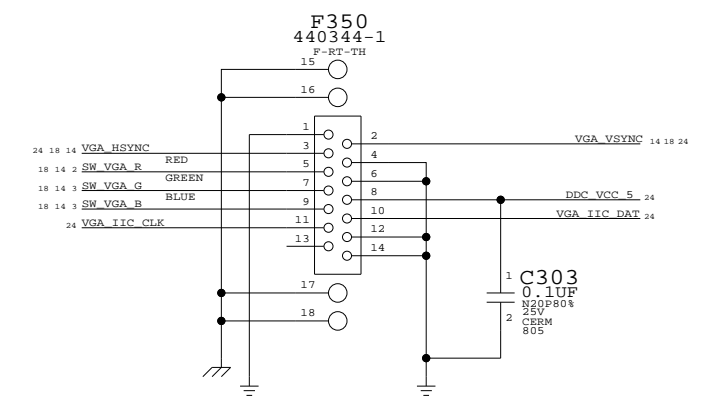 F350
440344-1
F-RT-TH
15
16
1
2
VGA_VSYNC 14 18 24
24 18 14 VGA_HSYNC
3
4
RED
18 14 2 SW_VGA_R
5
6
GREEN
18 14 3 SW_VGA_G
7
8
DDC_VCC_5 24
BLUE
18 14 3 SW_VGA_B
9
10
VGA_IIC_DAT 24
24 VGA_IIC_CLK
11
12
13
14
17
18
1
C303
0.1UF
N20P80%
25V
2
CERM
805